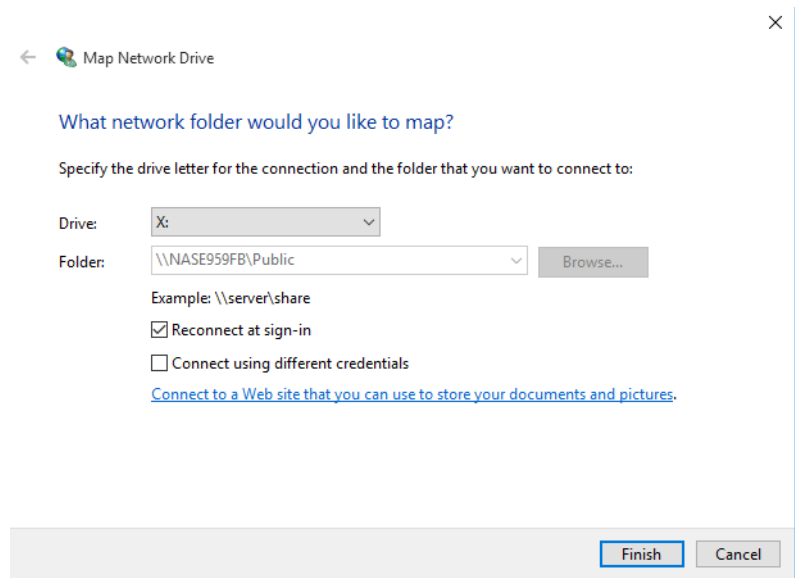 Map Network Drive
What network folder would you like to map?
Specify the drive letter for the connection and the folder that you want to connect to:
Drive: X:
Folder: \\NASE959FB\Public Browse...
Example: \\server\share
Reconnect at sign-in
Connect using different credentials
Connect to a Web site that you can use to store your documents and pictures.
Finish Cancel